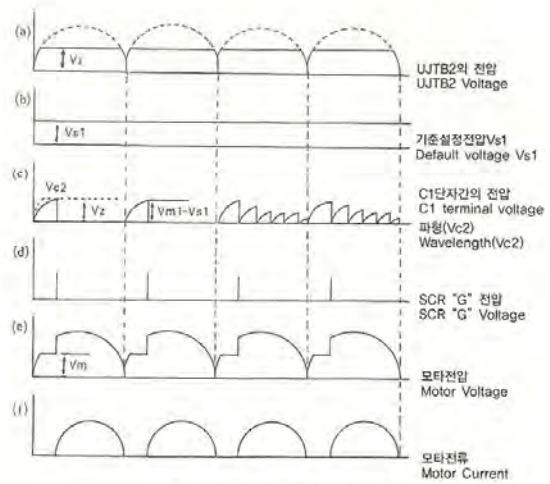 (a)
Vz
UJTB2의 전압
UJTB2 Voltage
(b)
Vs1
기준설정전압Vs1
Default voltage Vs1
(c)
Vc2
Vz
Vm1-Vs1
C1단자간의 전압
C1 terminal voltage
파형(Vc2)
Wavelength(Vc2)
(d)
SCR "G" 전압
SCR "G" Voltage
(e)
Vm
모타전압
Motor Voltage
(f)
모타전류
Motor Current